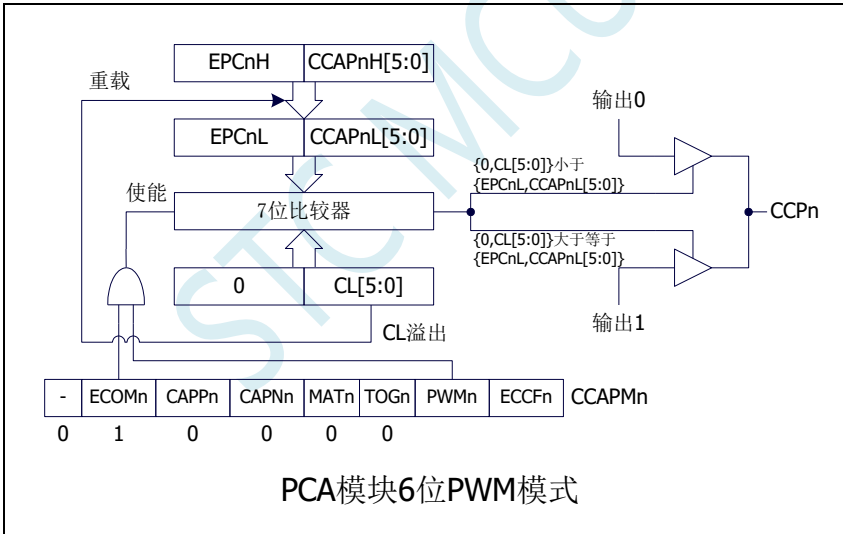 EPCnH CCAPnH[5:0]
重载
EPCnL CCAPnL[5:0]
输出0
{0,CL[5:0]}小于
{EPCnL,CCAPnL[5:0]}
使能
7位比较器
CCPn
{0,CL[5:0]}大于等于
{EPCnL,CCAPnL[5:0]}
0 CL[5:0]
输出1
CL溢出
- ECOMn CAPPn CAPNn MATn TOGn PWMn ECCFn CCAPMn
0 1 0 0 0 0
PCA模块6位PWM模式
STC MCU